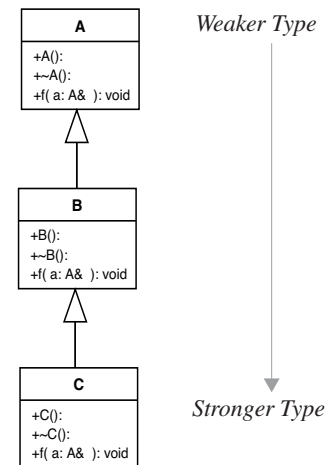 A
Weaker Type
+A():
+~A():
+f( a: A& ): void
B
+B():
+~B():
+f( a: A& ): void
C
Stronger Type
+C():
+~C():
+f( a: A& ): void